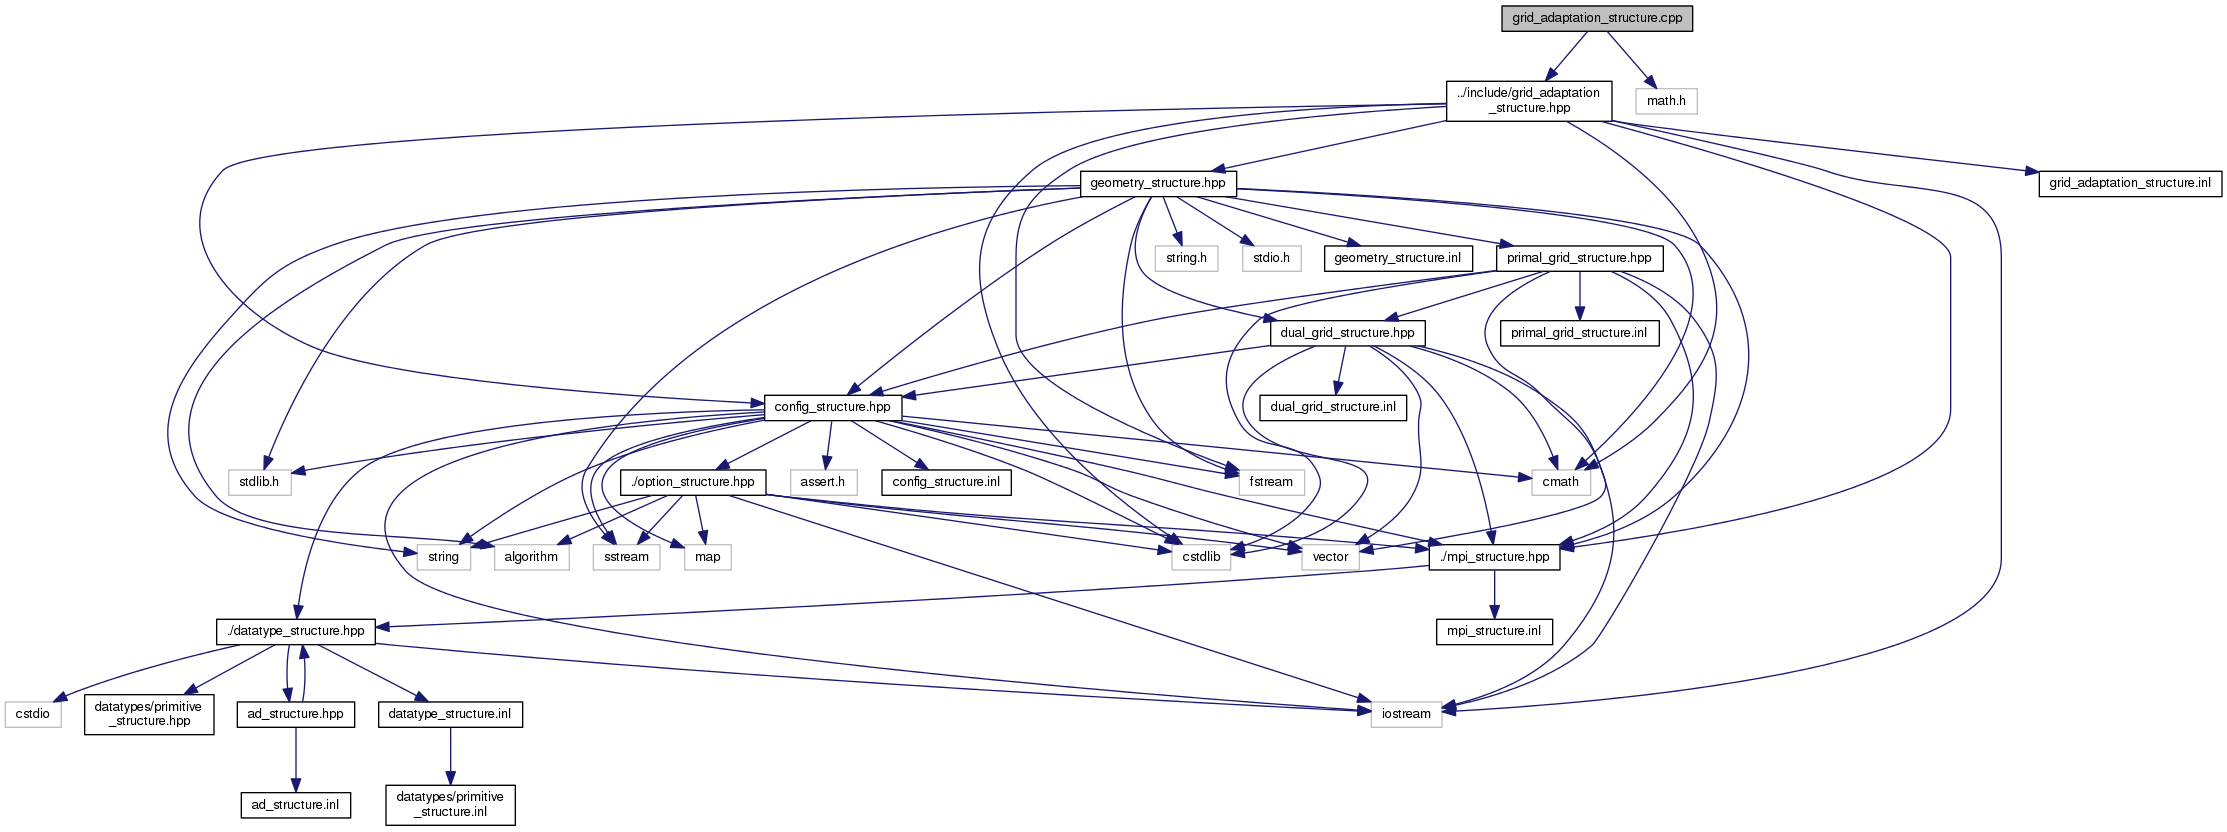 grid_adaptation_structure.cpp
../include/grid_adaptation
_structure.hpp
math.h
geometry_structure.hpp
grid_adaptation_structure.inl
string.h
stdio.h
geometry_structure.inl
primal_grid_structure.hpp
dual_grid_structure.hpp
primal_grid_structure.inl
config_structure.hpp
dual_grid_structure.inl
stdlib.h
./option_structure.hpp
assert.h
config_structure.inl
fstream
cmath
string
algorithm
sstream
map
cstdlib
vector
./mpi_structure.hpp
./datatype_structure.hpp
mpi_structure.inl
cstdio
datatypes/primitive
_structure.hpp
ad_structure.hpp
datatype_structure.inl
iostream
ad_structure.inl
datatypes/primitive
_structure.inl